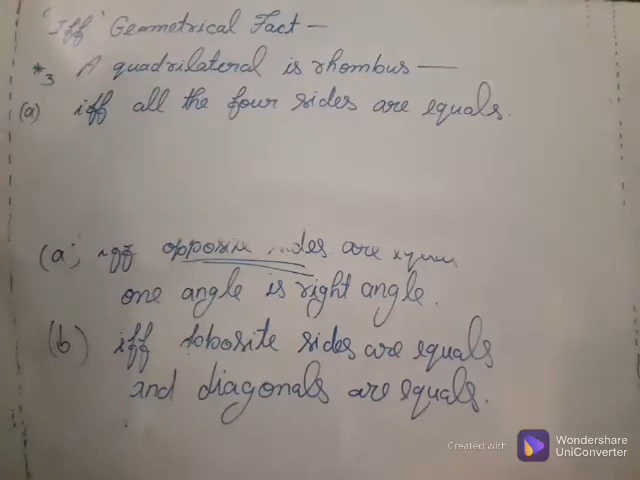 'Iff' Geometrical Fact —
*3 A quadrilateral is rhombus —
(a) iff all the four sides are equals.
(a) iff opposite sides are equals
one angle is right angle.
(b) iff opposite sides are equals
and diagonals are equals.
Created with Wondershare UniConverter